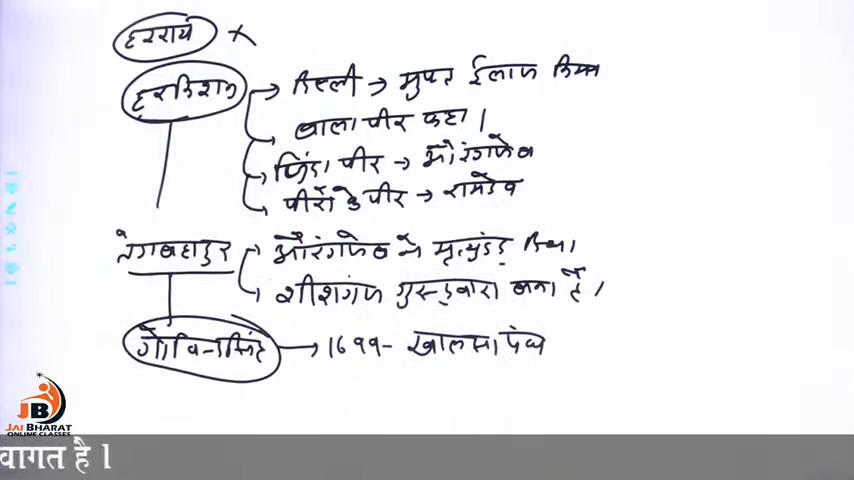 हरराय ×
हरकिशन → दिल्ली → मुफ्त ईलाज किया
बाला पीर कहा।
जिंदा पीर → औरंगजेब
पीरों के पीर → रामदेव
तेगबहादुर → औरंगजेब ने मृत्युदंड दिया।
शीशगंज गुरुद्वारा बना है।
गोविन्दसिंह → 1699 - खालसा पंथ
JB
JAI BHARAT
ONLINE CLASSES
वागत है।